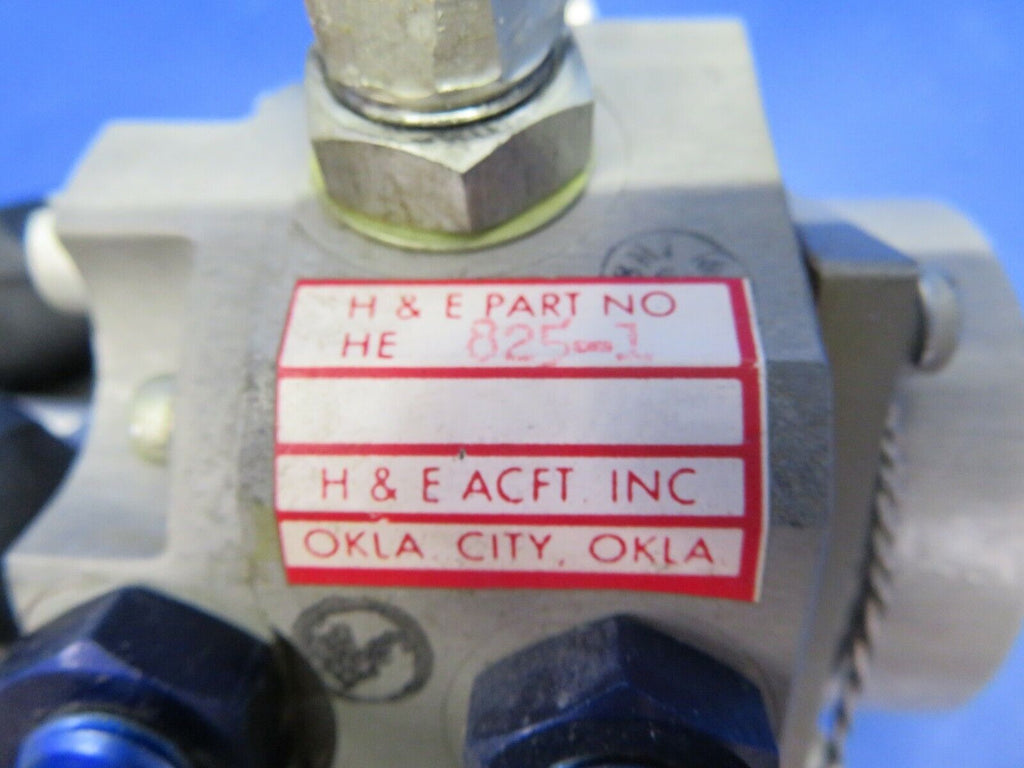 H & E PART NO
HE 825-1
H & E ACFT. INC
OKLA. CITY, OKLA.